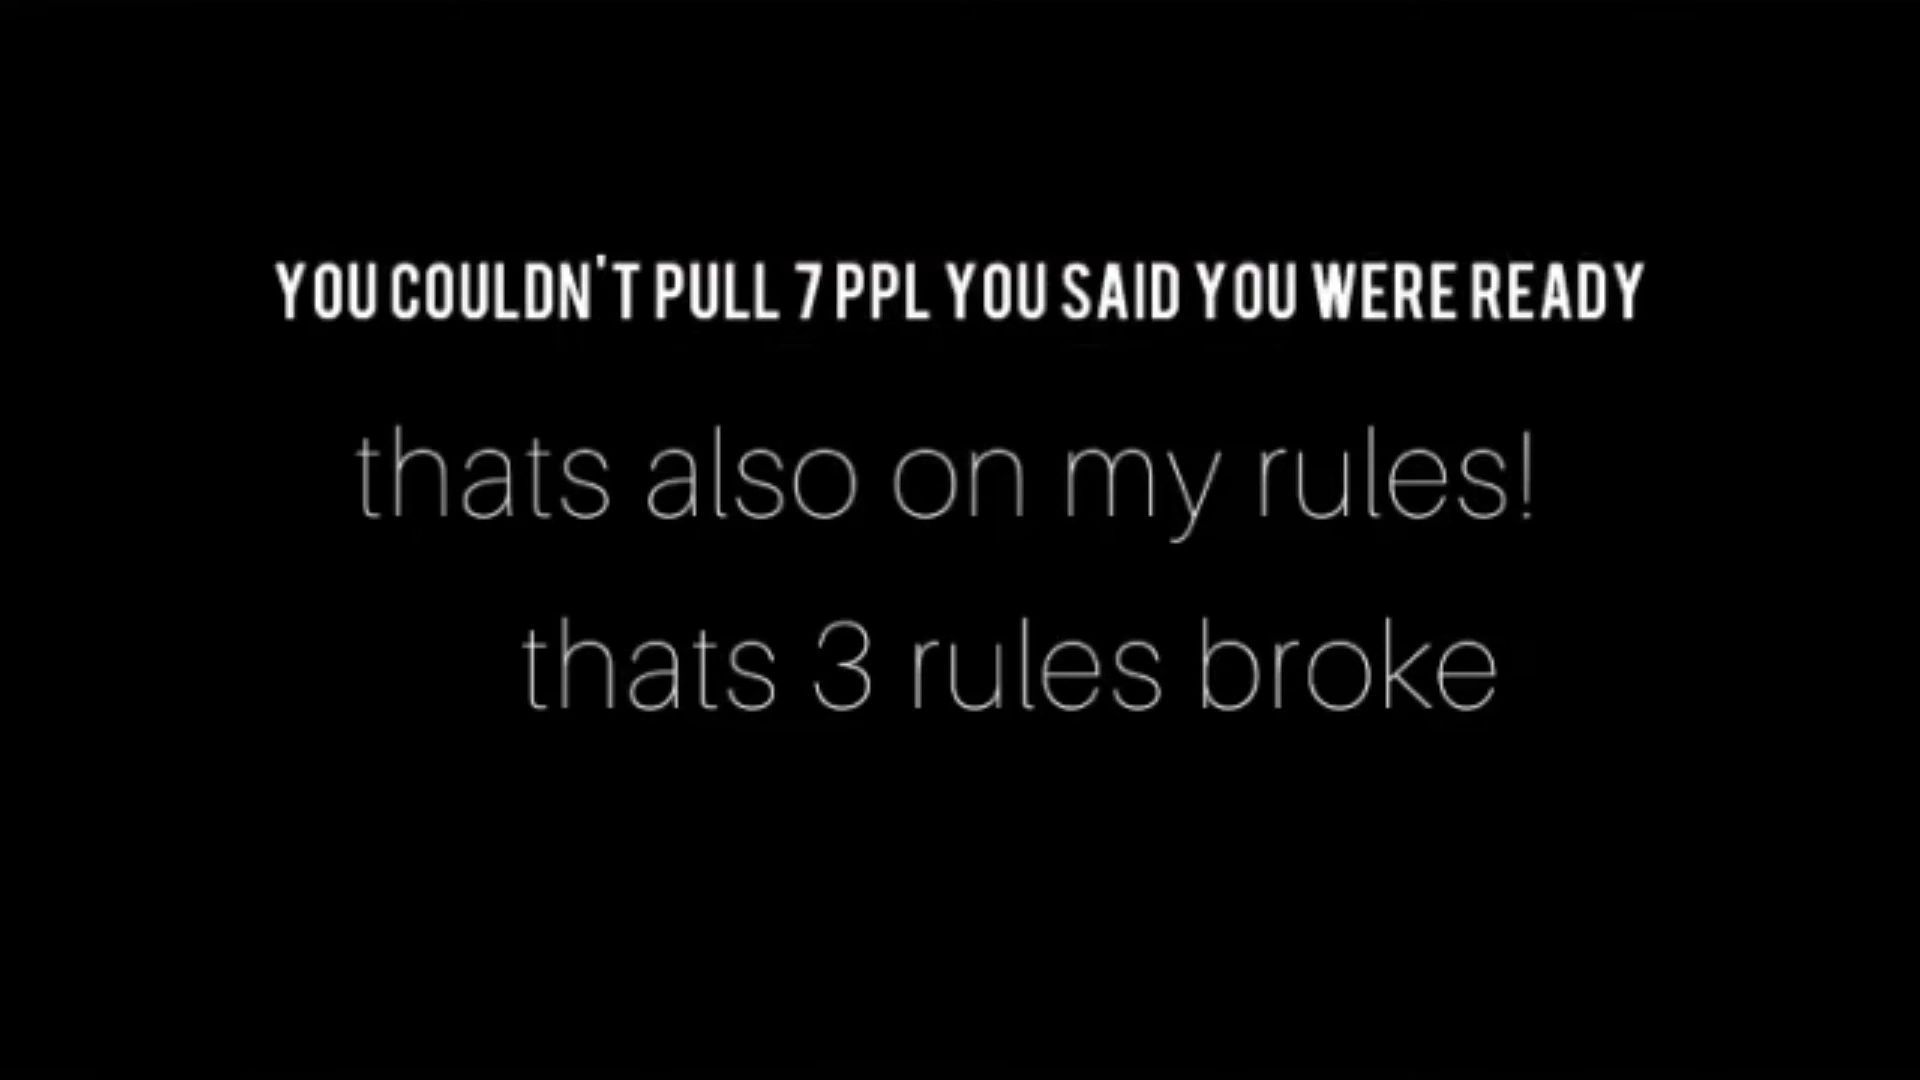 YOU COULDN'T PULL 7 PPL YOU SAID YOU WERE READY
thats also on my rules!
thats 3 rules broke